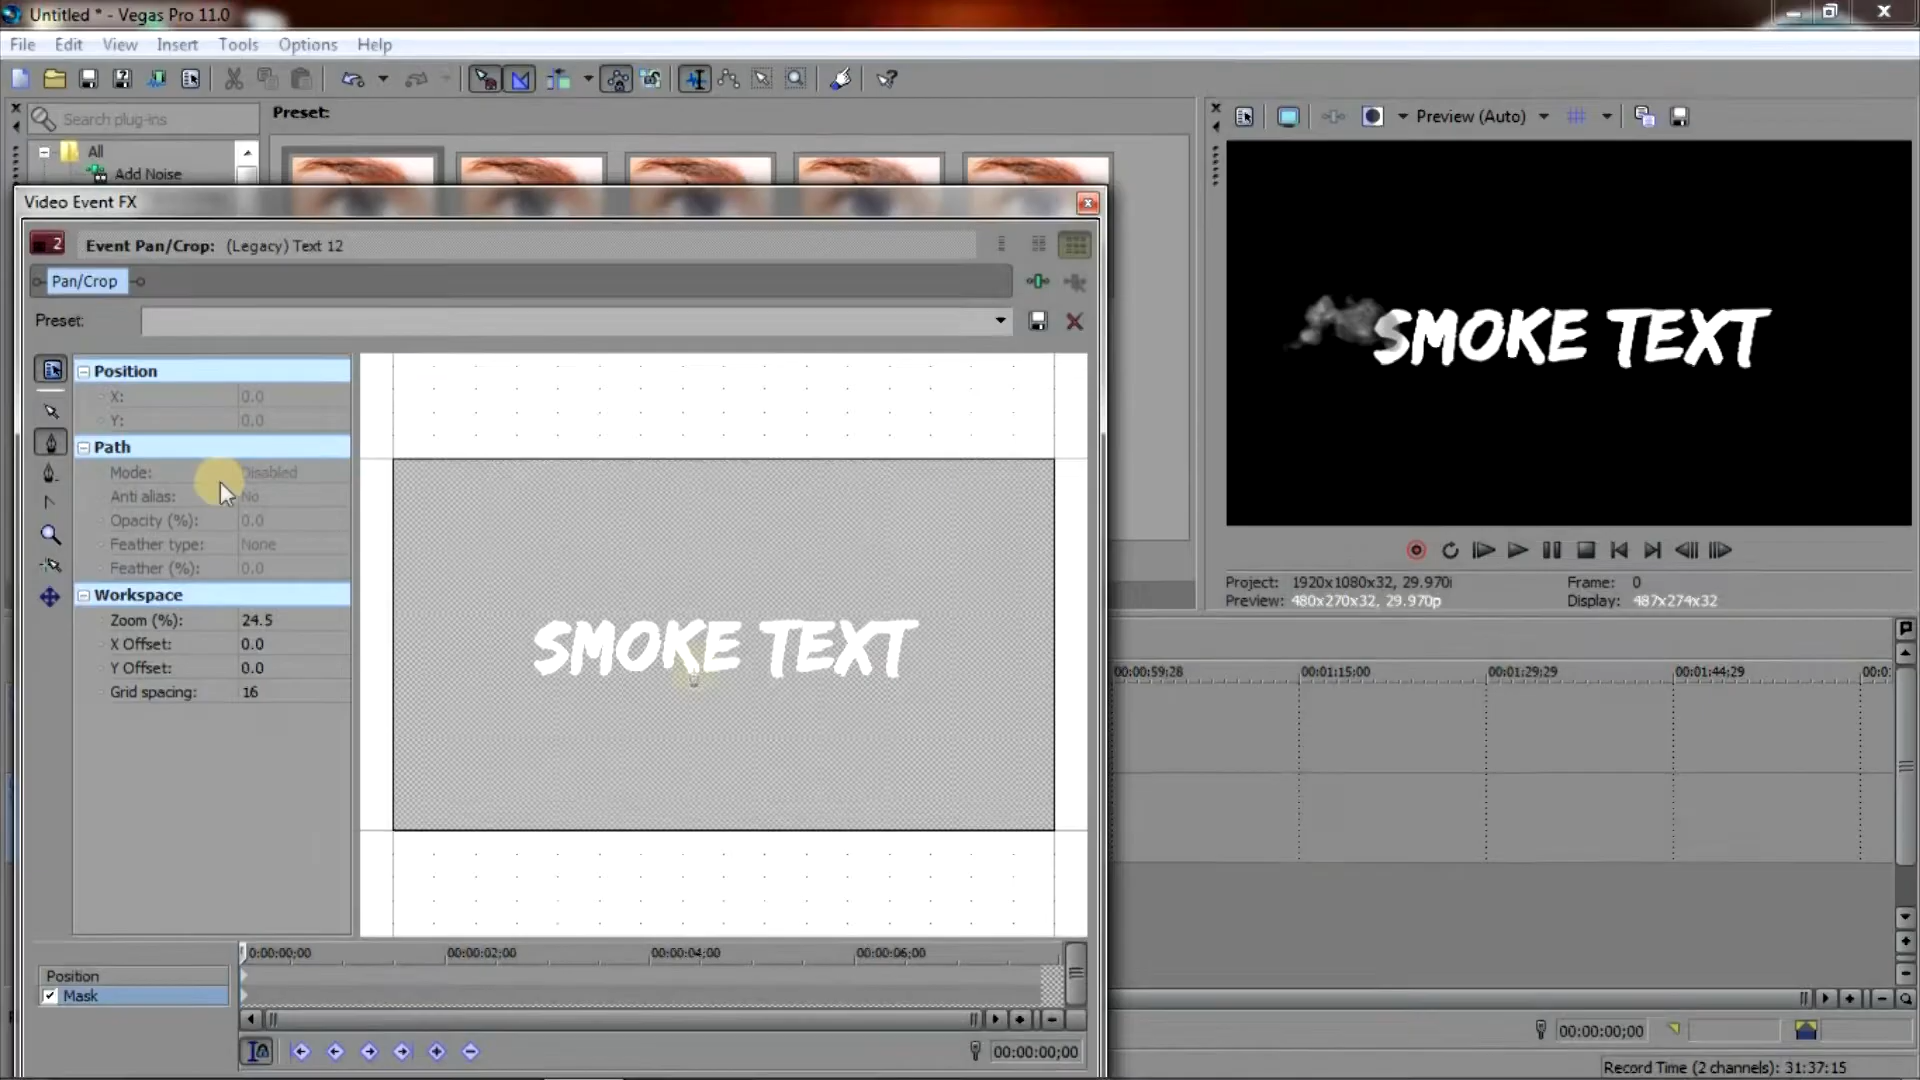 Untitled * - Vegas Pro 11.0
File Edit View Insert Tools Options Help
Search plug-ins
Preset:
All
Add Noise
Preview (Auto)
Video Event FX
2
Event Pan/Crop: (Legacy) Text 12
Pan/Crop
Preset:
Position
X: 0.0
Y: 0.0
Path
Mode: Disabled
Anti alias: No
Opacity (%): 0.0
Feather type: None
Feather (%): 0.0
Workspace
Zoom (%): 24.5
X Offset: 0.0
Y Offset: 0.0
Grid spacing: 16
SMOKE TEXT
SMOKE TEXT
Project: 1920x1080x32, 29.970i
Frame: 0
Preview: 480x270x32, 29.970p
Display: 487x274x32
00:00:59;28 00:01:15;00 00:01:29;29 00:01:44;29
0:00:00;00 00:00:02;00 00:00:04;00 00:00:06;00
Position
Mask
00:00:00;00
00:00:00;00
Record Time (2 channels): 31:37:15